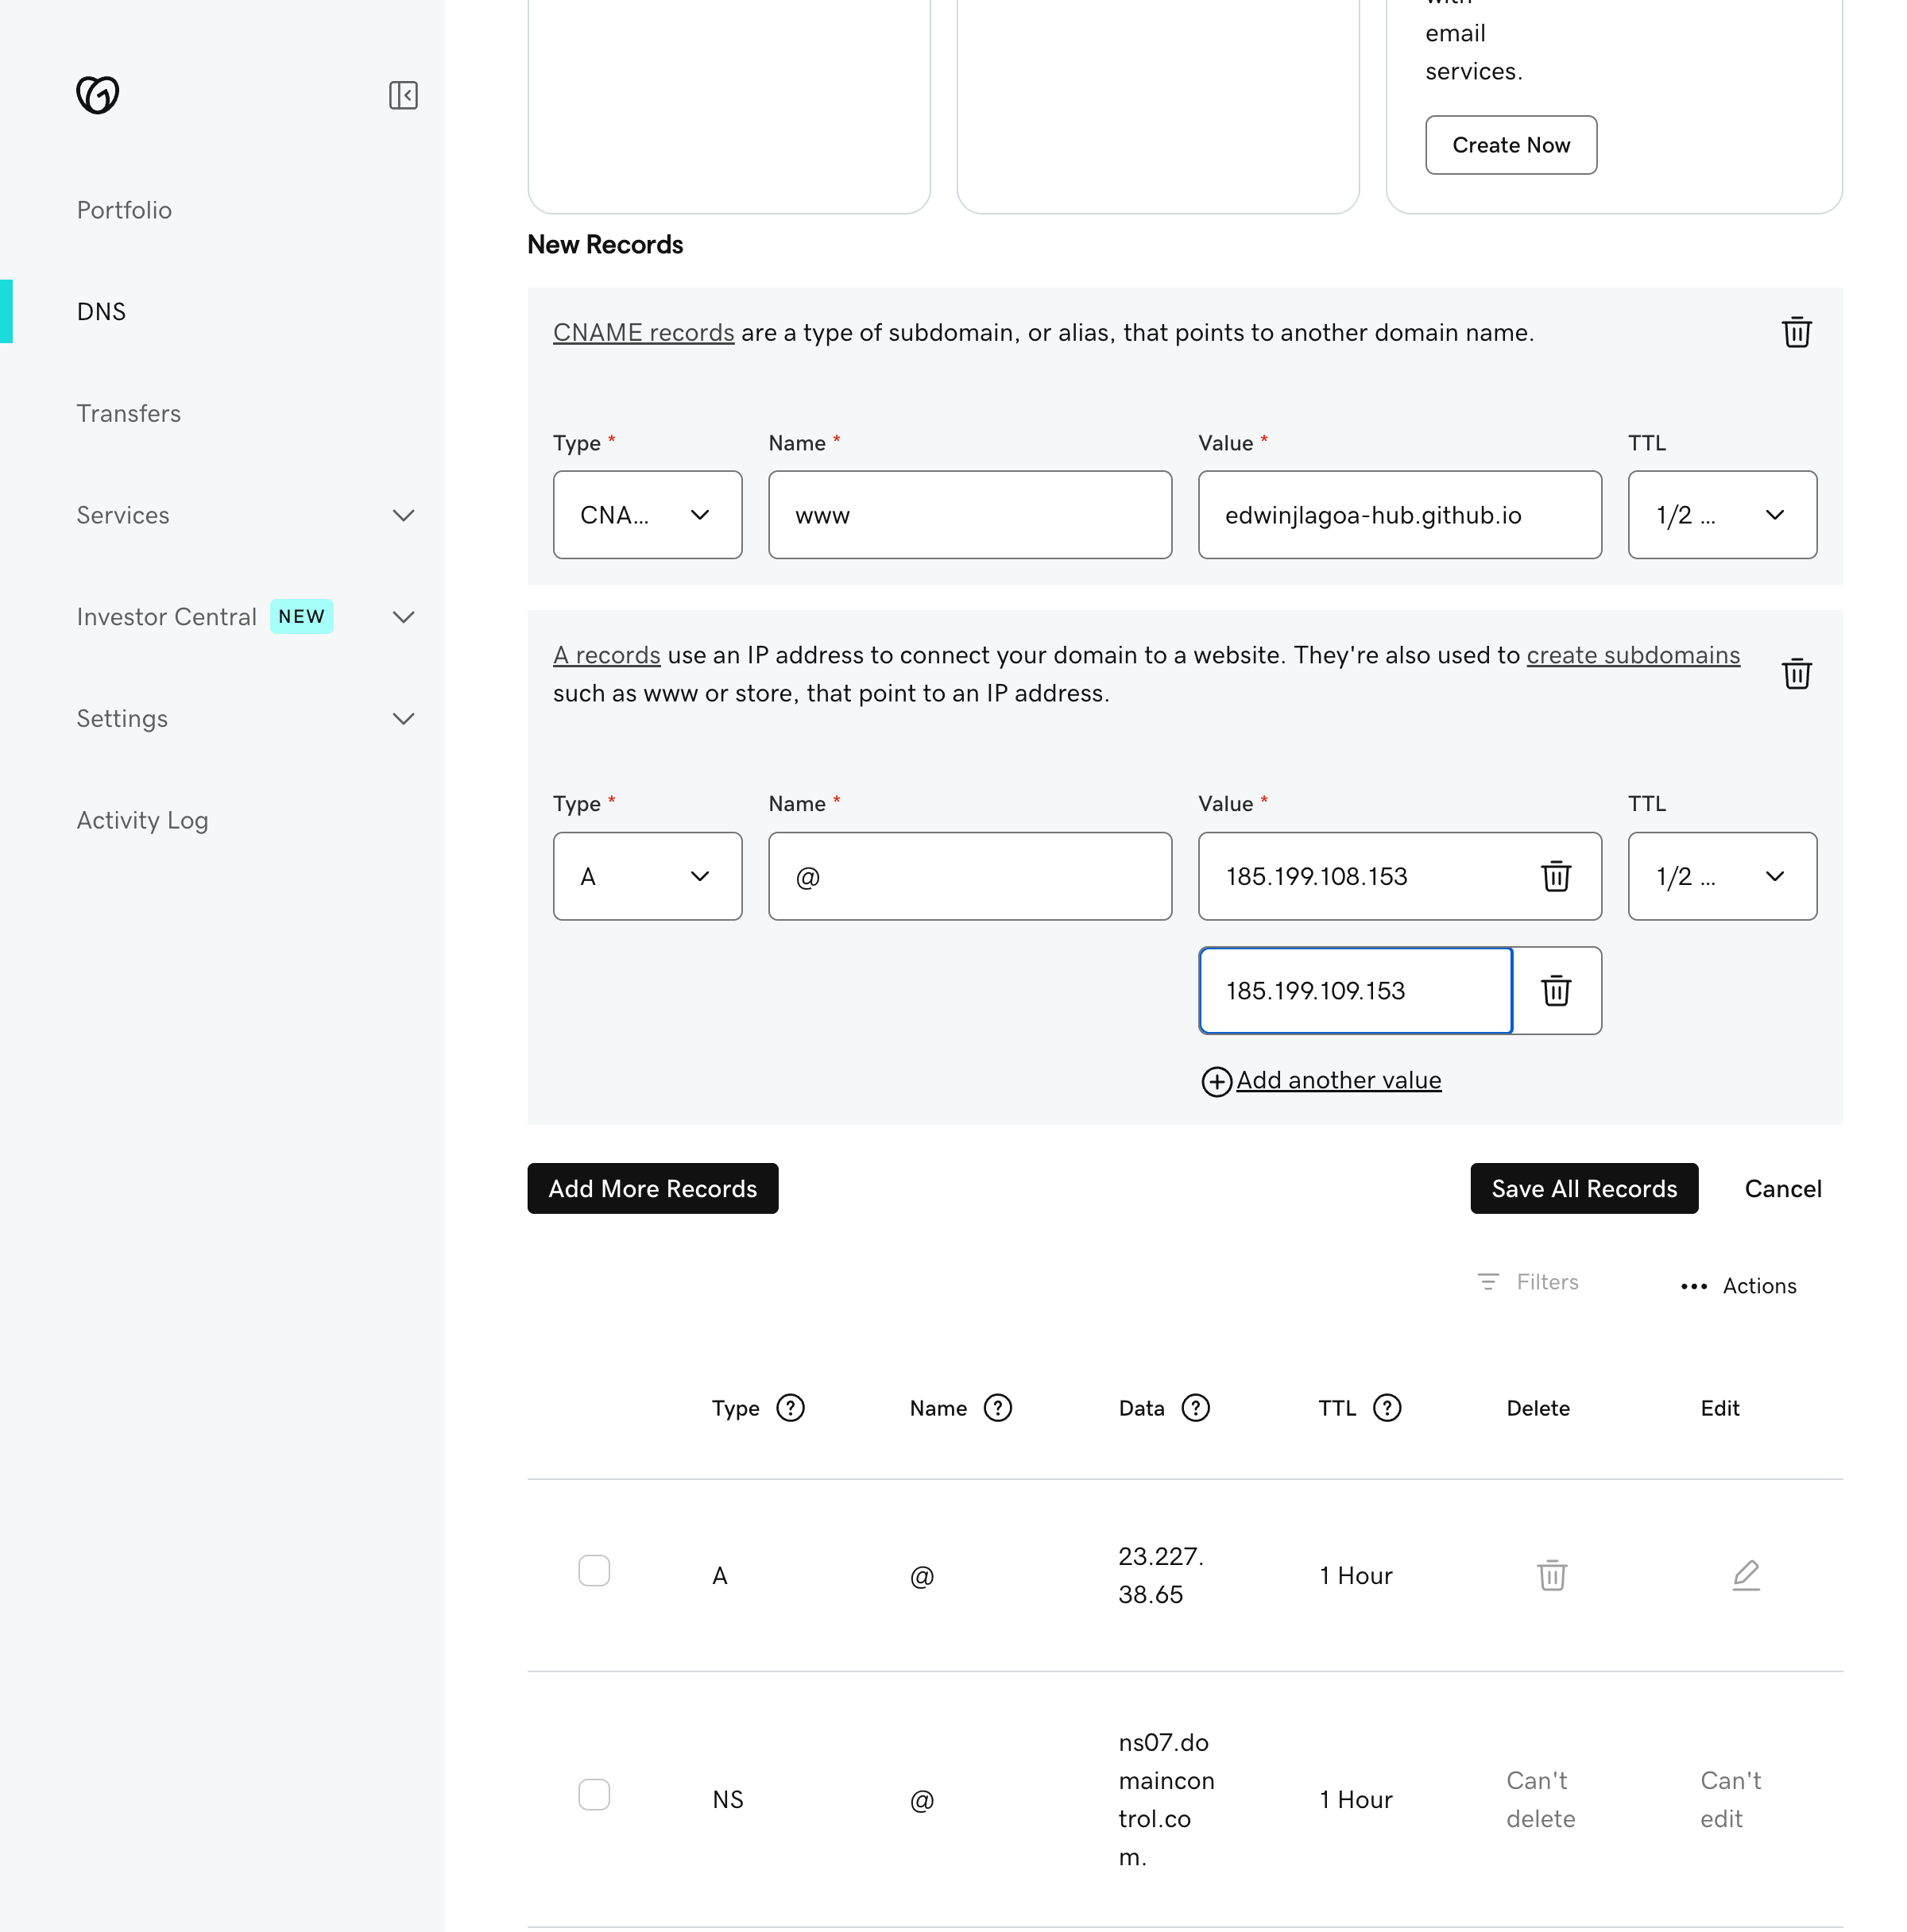 email
services.
Create Now
Portfolio
DNS
Transfers
Services
Investor Central NEW
Settings
Activity Log
New Records
CNAME records are a type of subdomain, or alias, that points to another domain name.
Type * Name * Value * TTL
CNA... www edwinjlagoa-hub.github.io 1/2 ...
A records use an IP address to connect your domain to a website. They're also used to create subdomains
such as www or store, that point to an IP address.
Type * Name * Value * TTL
A @ 185.199.108.153 1/2 ...
185.199.109.153
Add another value
Add More Records Save All Records Cancel
Filters Actions
Type Name Data TTL Delete Edit
A @ 23.227.
38.65 1 Hour
NS @ ns07.do
maincon
trol.co
m. 1 Hour Can't
delete Can't
edit